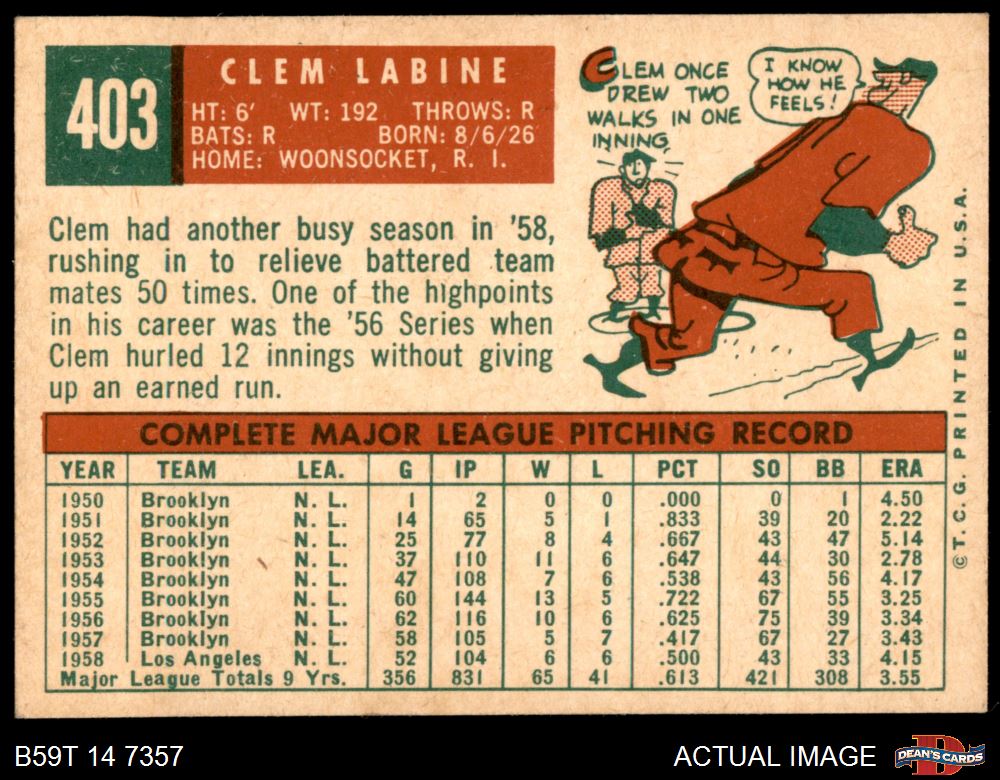 403
CLEM LABINE
HT: 6' WT: 192 THROWS: R
BATS: R BORN: 8/6/26
HOME: WOONSOCKET, R. I.
CLEM ONCE
DREW TWO
WALKS IN ONE
INNING
I KNOW
HOW HE
FEELS!
Clem had another busy season in '58,
rushing in to relieve battered team
mates 50 times. One of the highpoints
in his career was the '56 Series when
Clem hurled 12 innings without giving
up an earned run.
COMPLETE MAJOR LEAGUE PITCHING RECORD
YEAR TEAM LEA. G IP W L PCT SO BB ERA
1950 Brooklyn N. L. 1 2 0 0 .000 0 1 4.50
1951 Brooklyn N. L. 14 65 5 1 .833 39 20 2.22
1952 Brooklyn N. L. 25 77 8 4 .667 43 47 5.14
1953 Brooklyn N. L. 37 110 11 6 .647 44 30 2.78
1954 Brooklyn N. L. 47 108 7 6 .538 43 56 4.17
1955 Brooklyn N. L. 60 144 13 5 .722 67 55 3.25
1956 Brooklyn N. L. 62 116 10 6 .625 75 39 3.34
1957 Brooklyn N. L. 58 105 5 7 .417 67 27 3.43
1958 Los Angeles N. L. 52 104 6 6 .500 43 33 4.15
Major League Totals 9 Yrs. 356 831 65 41 .613 421 308 3.55
© T. C. G. PRINTED IN U.S.A.
B59T 14 7357
ACTUAL IMAGE
DEAN'S CARDS